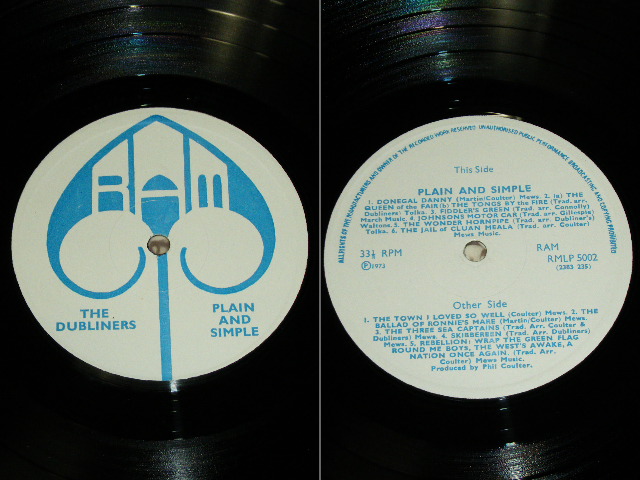 RAM
THE
DUBLINERS
PLAIN
AND
SIMPLE
ALL RIGHTS OF THE MANUFACTURERS AND OWNER OF THE RECORDED WORK RESERVED UNAUTHORISED PUBLIC PERFORMANCE BROADCASTING AND COPYING PROHIBITED
This Side
PLAIN AND SIMPLE
1. DONEGAL DANNY (Martin/Coulter) Mews. 2. (a) THE
QUEEN of the FAIR(b) THE TONGS by the FIRE (Trad. arr.
Dubliners) Tolka. 3. FIDDLER'S GREEN (Trad. arr. Connolly)
March Music 4. JOHNSONS MOTOR CAR (Trad. arr. Gillespie)
Waltons. 5. THE WONDER HORNPIPE (Trad. arr. Dubliner's)
Tolka. 6. THE JAIL of CLUAN MEALA (Trad. arr. Coulter)
Mews Music.
33⅓ RPM
Ⓟ1973
RAM
RMLP 5002
(2383 235)
Other Side
1. THE TOWN I LOVED SO WELL (Coulter) Mews. 2. THE
BALLAD OF RONNIE'S MARE (Martin/Coulter) Mews.
3. THE THREE SEA CAPTAINS (Trad. Arr. Coulter &
Dubliners) Mews. 4. SKIBBEREEN (Trad. Arr. Dubliners)
Mews. 5. REBELLION: WRAP THE GREEN FLAG
ROUND ME BOYS, THE WEST'S AWAKE, A
NATION ONCE AGAIN. (Trad. Arr.
Coulter) Mews Music.
Produced by Phil Coulter.